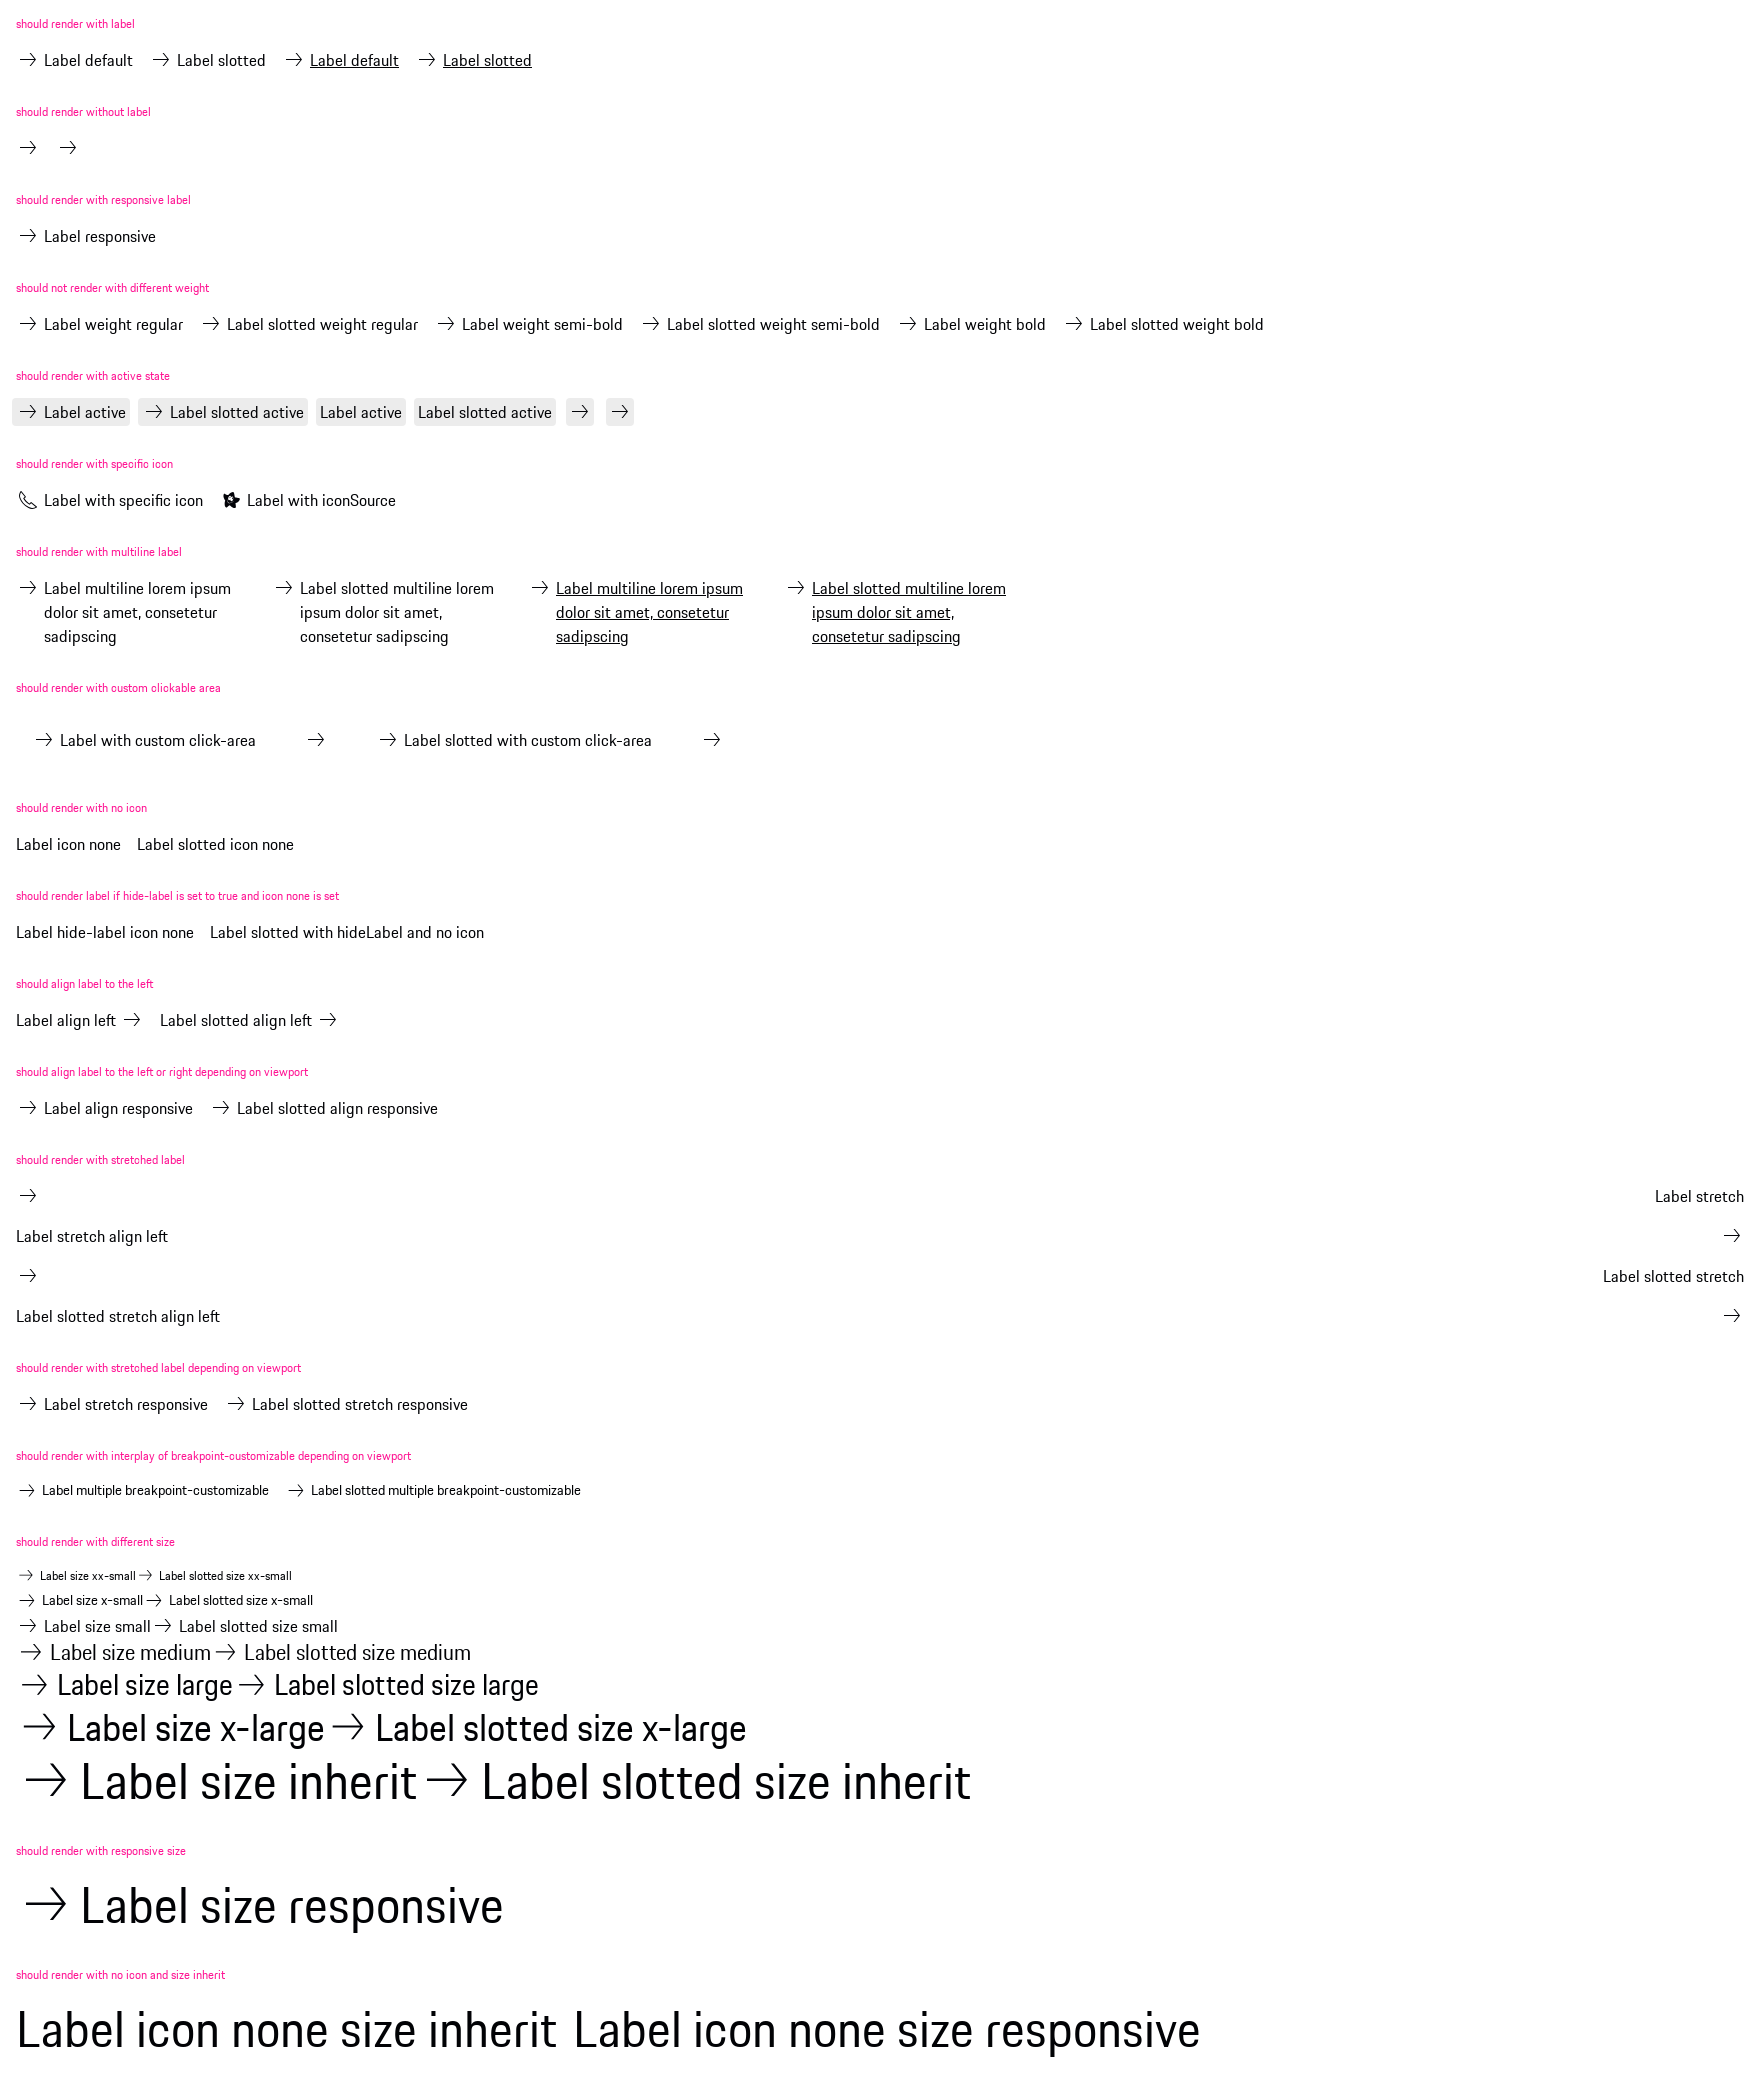 should render with label
Label default Label slotted Label default Label slotted
should render without label
should render with responsive label
Label responsive
should not render with different weight
Label weight regular Label slotted weight regular Label weight semi-bold Label slotted weight semi-bold Label weight bold Label slotted weight bold
should render with active state
Label active Label slotted active Label active Label slotted active
should render with specific icon
Label with specific icon Label with iconSource
should render with multiline label
Label multiline lorem ipsum Label slotted multiline lorem Label multiline lorem ipsum Label slotted multiline lorem
dolor sit amet, consetetur ipsum dolor sit amet, dolor sit amet, consetetur ipsum dolor sit amet,
sadipscing consetetur sadipscing sadipscing consetetur sadipscing
should render with custom clickable area
Label with custom click-area Label slotted with custom click-area
should render with no icon
Label icon none Label slotted icon none
should render label if hide-label is set to true and icon none is set
Label hide-label icon none Label slotted with hideLabel and no icon
should align label to the left
Label align left Label slotted align left
should align label to the left or right depending on viewport
Label align responsive Label slotted align responsive
should render with stretched label
Label stretch
Label stretch align left
Label slotted stretch
Label slotted stretch align left
should render with stretched label depending on viewport
Label stretch responsive Label slotted stretch responsive
should render with interplay of breakpoint-customizable depending on viewport
Label multiple breakpoint-customizable Label slotted multiple breakpoint-customizable
should render with different size
Label size xx-small Label slotted size xx-small
Label size x-small Label slotted size x-small
Label size small Label slotted size small
Label size medium Label slotted size medium
Label size large Label slotted size large
Label size x-large Label slotted size x-large
Label size inherit Label slotted size inherit
should render with responsive size
Label size responsive
should render with no icon and size inherit
Label icon none size inherit Label icon none size responsive